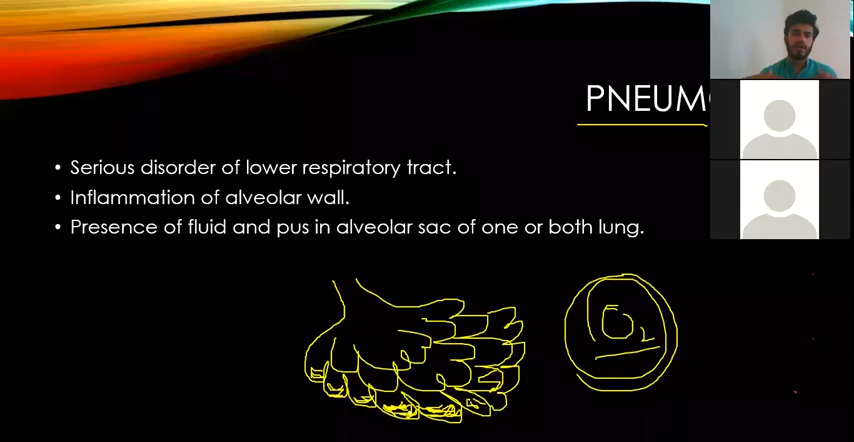 PNEUM
• Serious disorder of lower respiratory tract.
• Inflammation of alveolar wall.
• Presence of fluid and pus in alveolar sac of one or both lung.